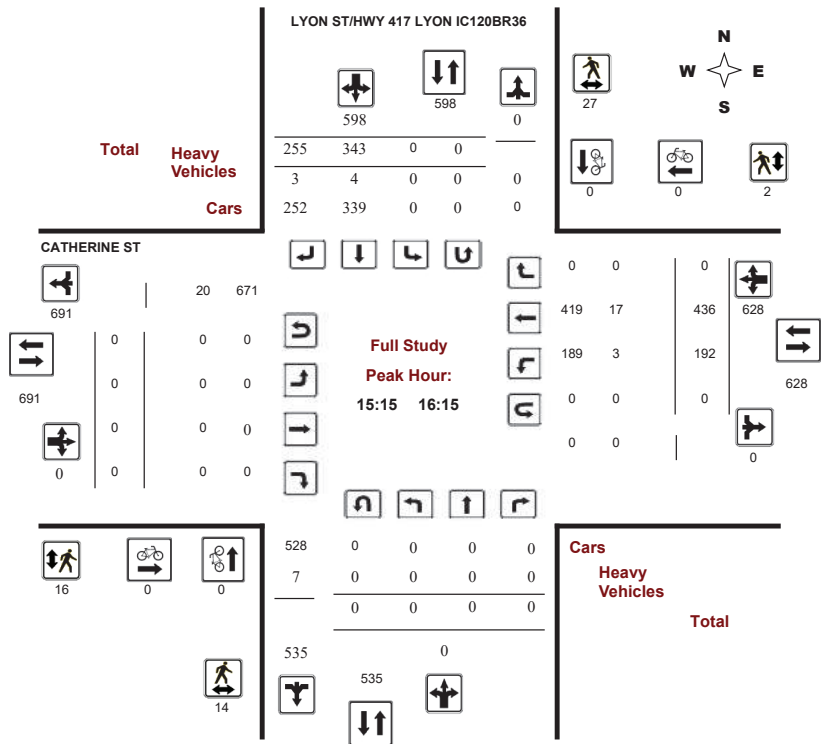 LYON ST/HWY 417 LYON IC120BR36
N
W E
S
598
27
598 0
Total Heavy Vehicles
255 343 0 0
3 4 0 0 0
Cars
252 339 0 0 0
0 0 2
CATHERINE ST
691
20 671
0 0 0
0 0 0
691
0 0 0
0
0 0 0
Full Study
Peak Hour:
15:15 16:15
0 0 0
628
419 17 436
189 3 192
628
0 0 0
0 0
0
16 0 0
14
528 0 0 0 0
7 0 0 0 0
0 0 0 0
535 0
535
Cars
Heavy
Vehicles
Total